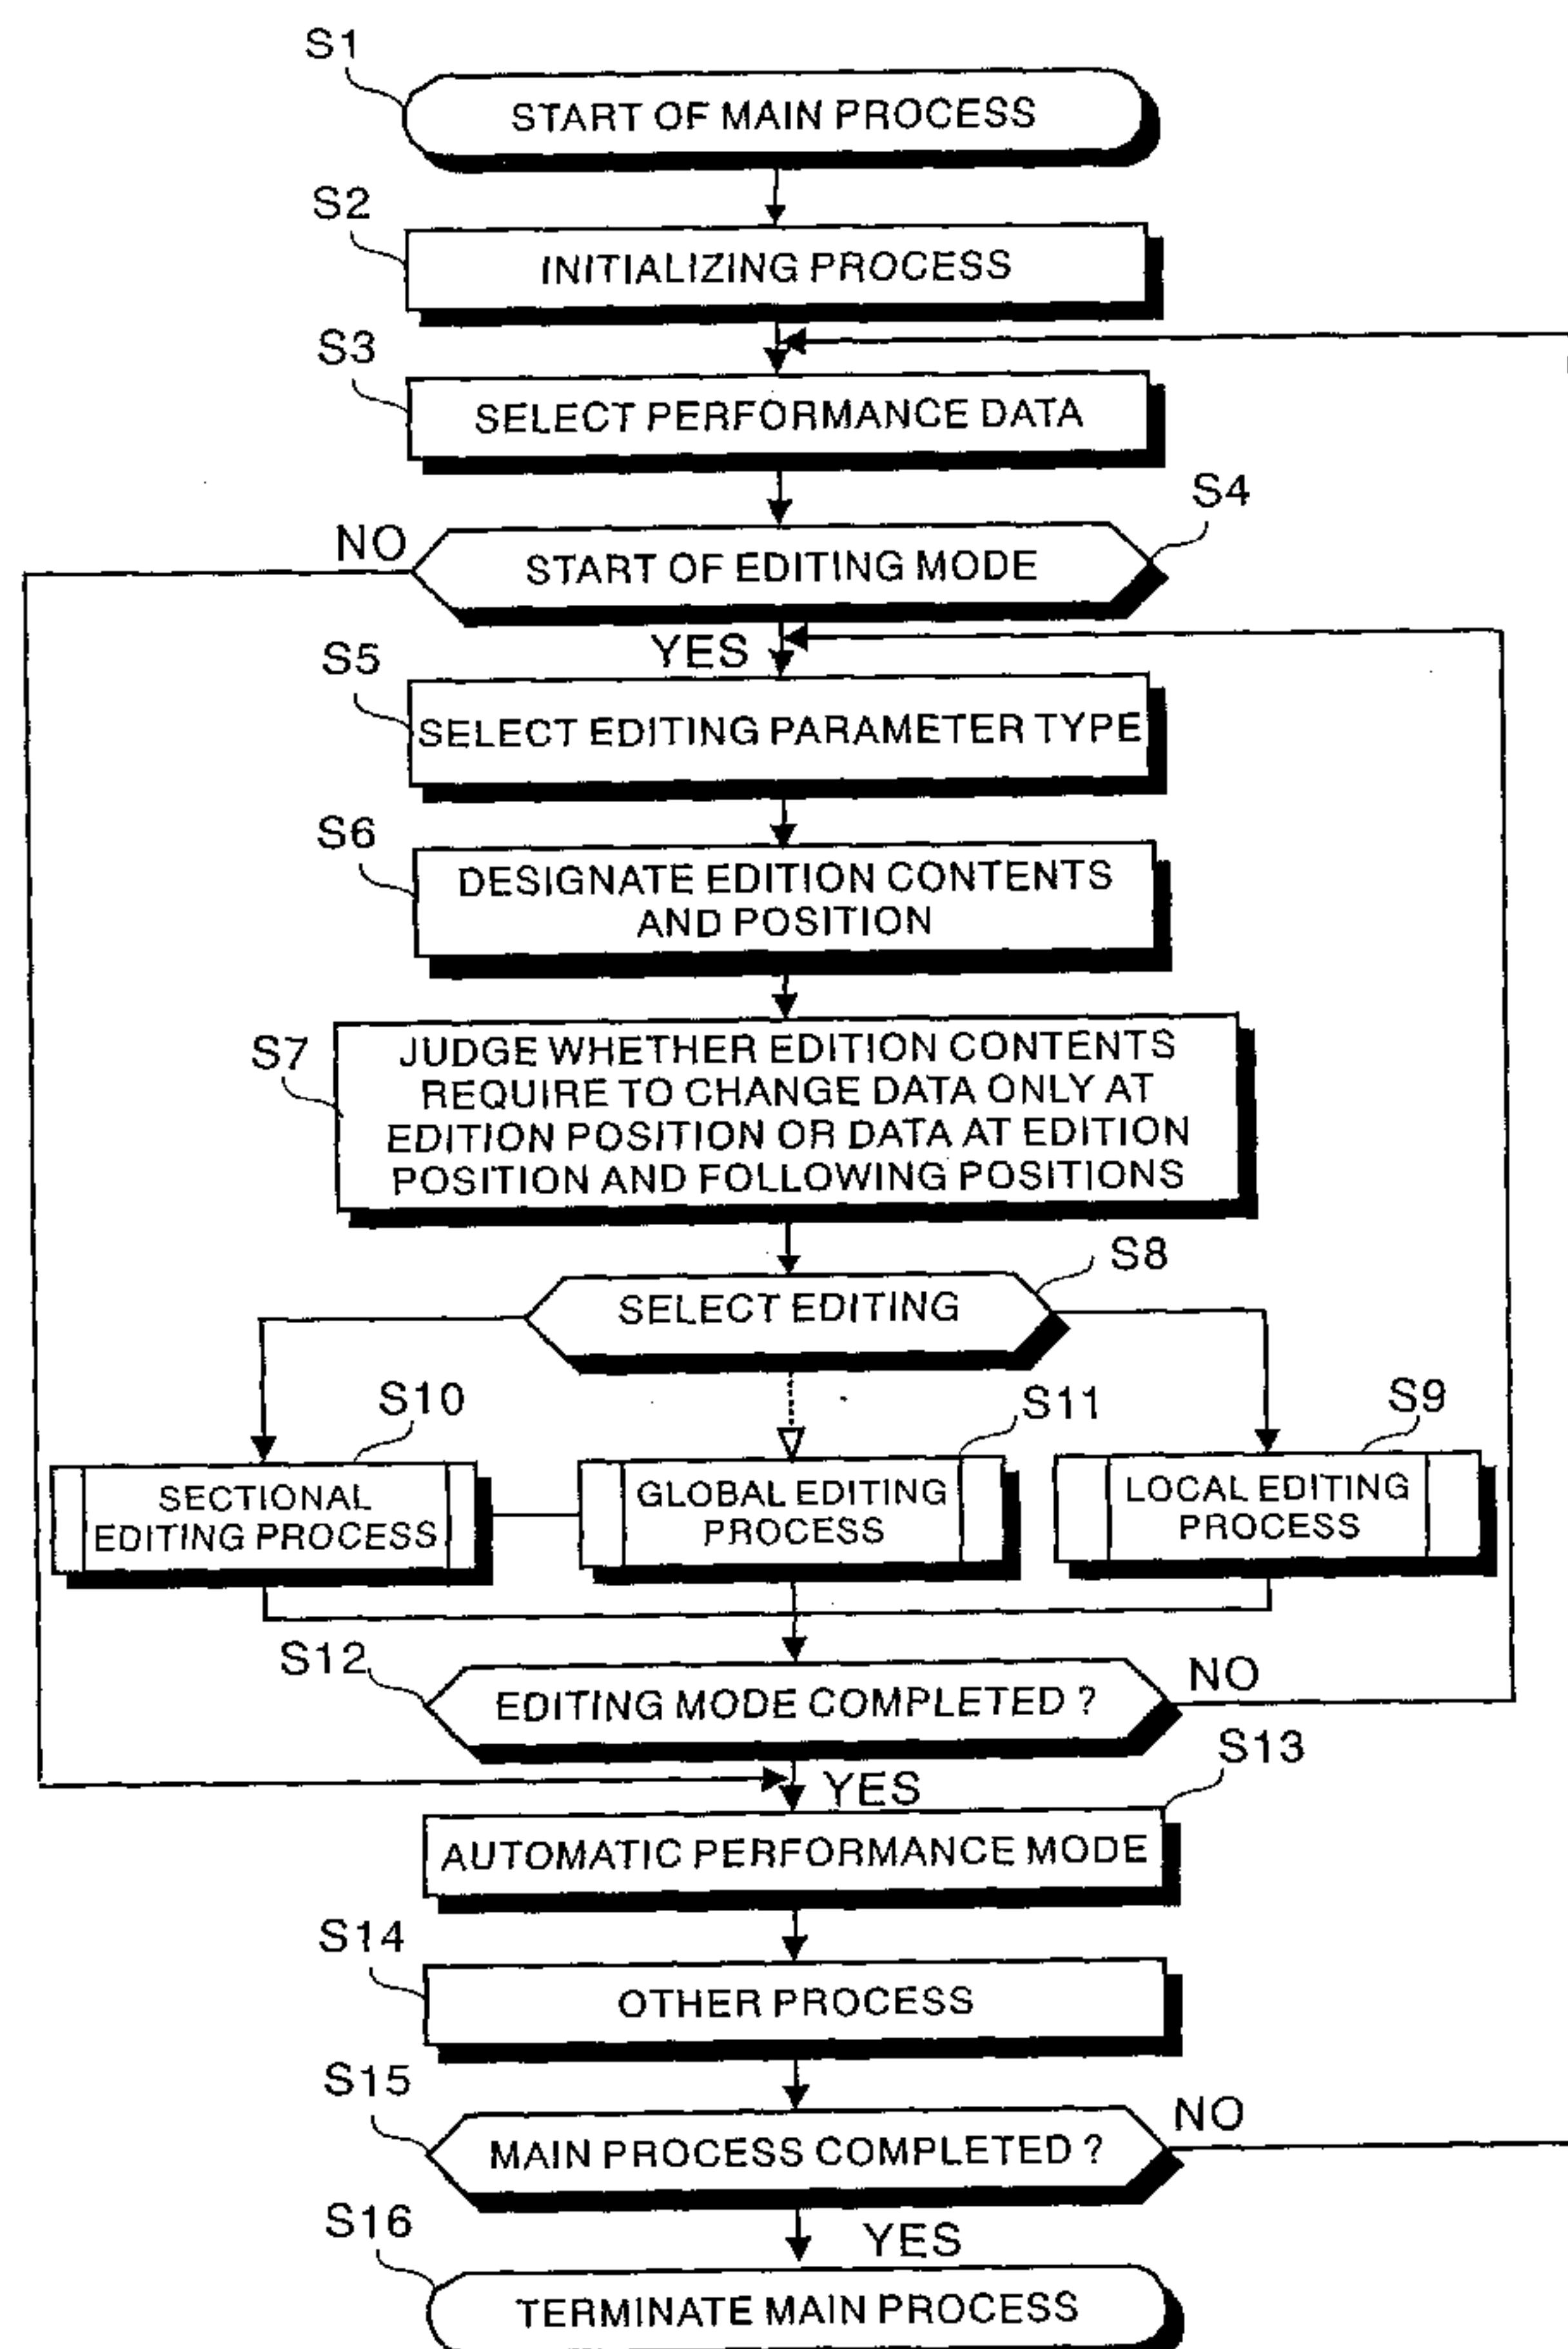 S1
START OF MAIN PROCESS
S2
INITIALIZING PROCESS
S3
SELECT PERFORMANCE DATA
S4
NO
START OF EDITING MODE
YES
S5
SELECT EDITING PARAMETER TYPE
S6
DESIGNATE EDITION CONTENTS
AND POSITION
S7
JUDGE WHETHER EDITION CONTENTS
REQUIRE TO CHANGE DATA ONLY AT
EDITION POSITION OR DATA AT EDITION
POSITION AND FOLLOWING POSITIONS
S8
SELECT EDITING
S10
S11
S9
SECTIONAL
EDITING PROCESS
GLOBAL EDITING
PROCESS
LOCAL EDITING
PROCESS
S12
EDITING MODE COMPLETED ?
NO
S13
YES
AUTOMATIC PERFORMANCE MODE
S14
OTHER PROCESS
S15
MAIN PROCESS COMPLETED ?
NO
S16
YES
TERMINATE MAIN PROCESS